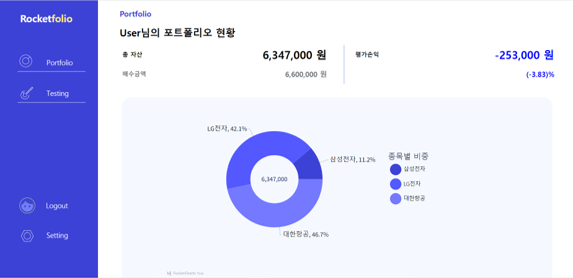 Rocketfolio
Portfolio
Testing
Logout
Setting
Portfolio
User님의 포트폴리오 현황
총 자산 6,347,000 원
매수금액 6,600,000 원
평가손익 -253,000 원
(-3.83)%
LG전자, 42.1%
삼성전자, 11.2%
6,347,000
대한항공, 46.7%
종목별 비중
삼성전자
LG전자
대한항공